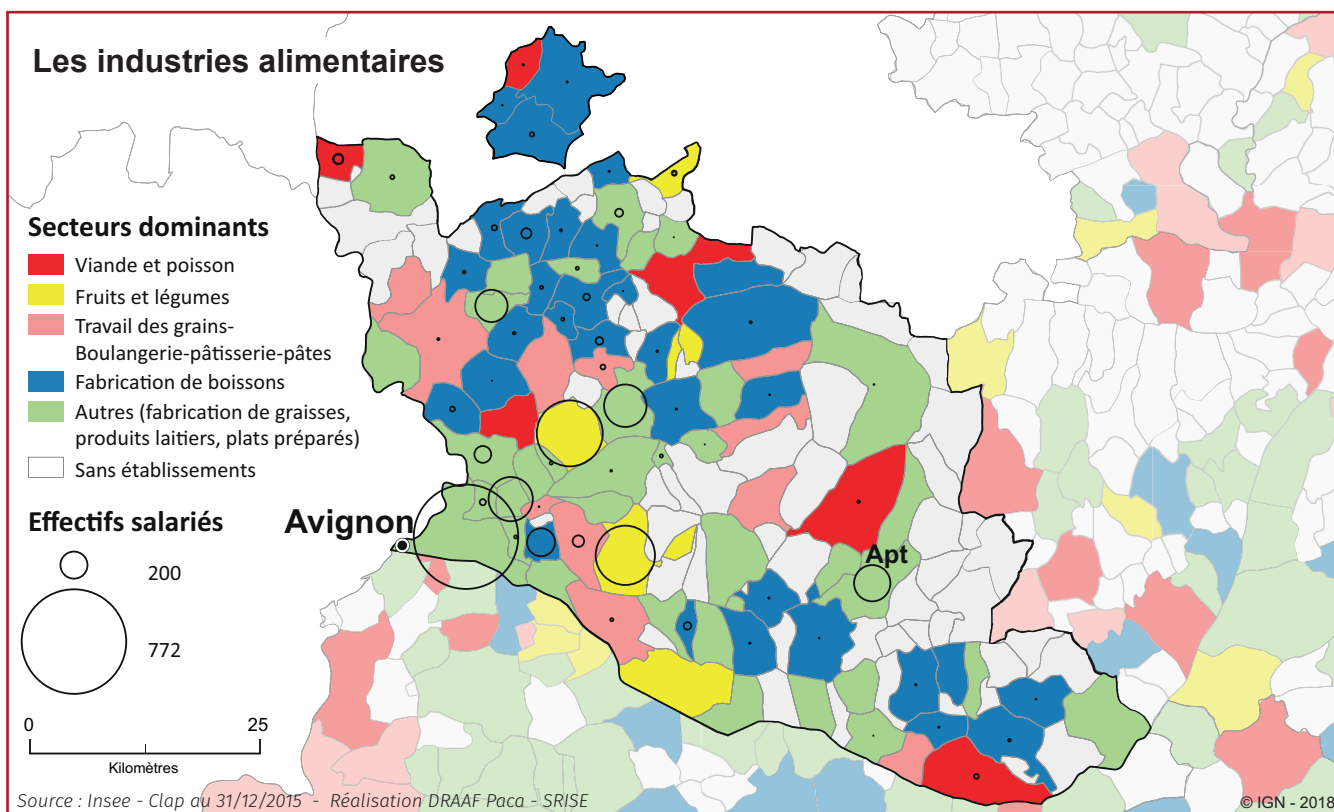 Les industries alimentaires
Secteurs dominants
Viande et poisson
Fruits et légumes
Travail des grains-
Boulangerie-pâtisserie-pâtes
Fabrication de boissons
Autres (fabrication de graisses,
produits laitiers, plats préparés)
Sans établissements
Effectifs salariés
200
772
0 25
Kilomètres
Avignon
Apt
Source : Insee - Clap au 31/12/2015 - Réalisation DRAAF Paca - SRISE
© IGN - 2018